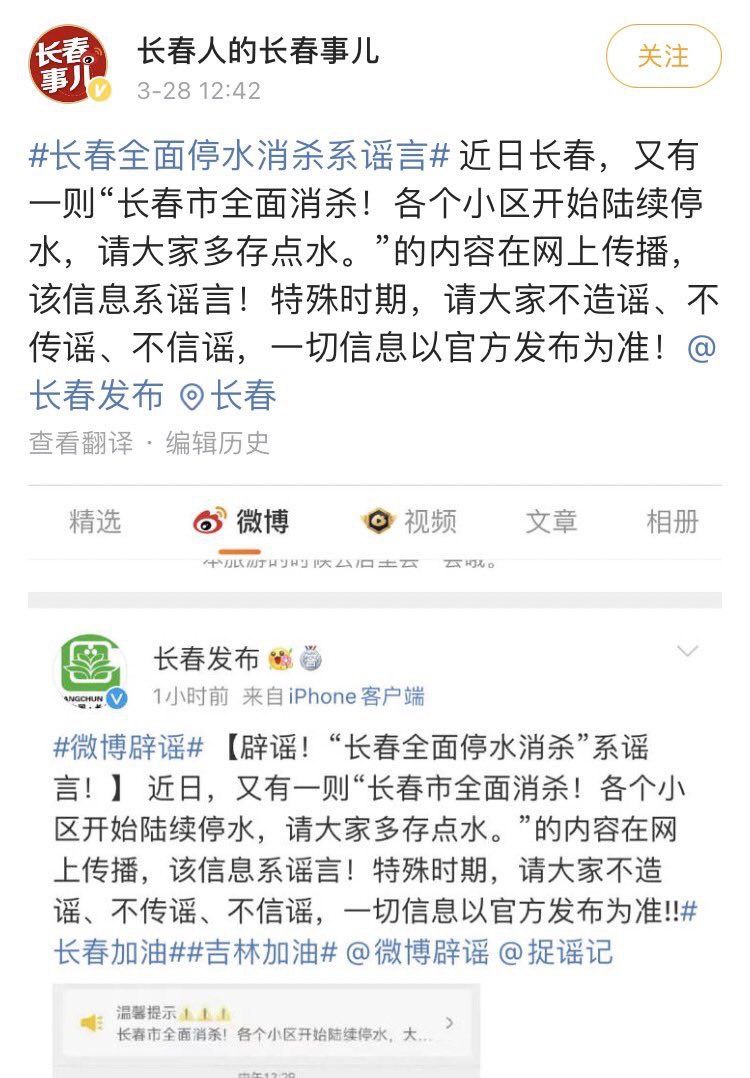 长春
事儿
长春人的长春事儿
关注
3-28 12:42
#长春全面停水消杀系谣言# 近日长春，又有
一则“长春市全面消杀！各个小区开始陆续停
水，请大家多存点水。”的内容在网上传播，
该信息系谣言！特殊时期，请大家不造谣、不
传谣、不信谣，一切信息以官方发布为准！@
长春发布 长春
查看翻译 · 编辑历史
精选 微博 视频 文章 相册
长春发布
ANGCHUN
1小时前 来自 iPhone客户端
#微博辟谣# 【辟谣！“长春全面停水消杀”系谣
言！】 近日，又有一则“长春市全面消杀！各个小
区开始陆续停水，请大家多存点水。”的内容在网
上传播，该信息系谣言！特殊时期，请大家不造
谣、不传谣、不信谣，一切信息以官方发布为准!!#
长春加油##吉林加油# @微博辟谣 @捉谣记
温馨提示
长春市全面消杀！各个小区开始陆续停水，大...